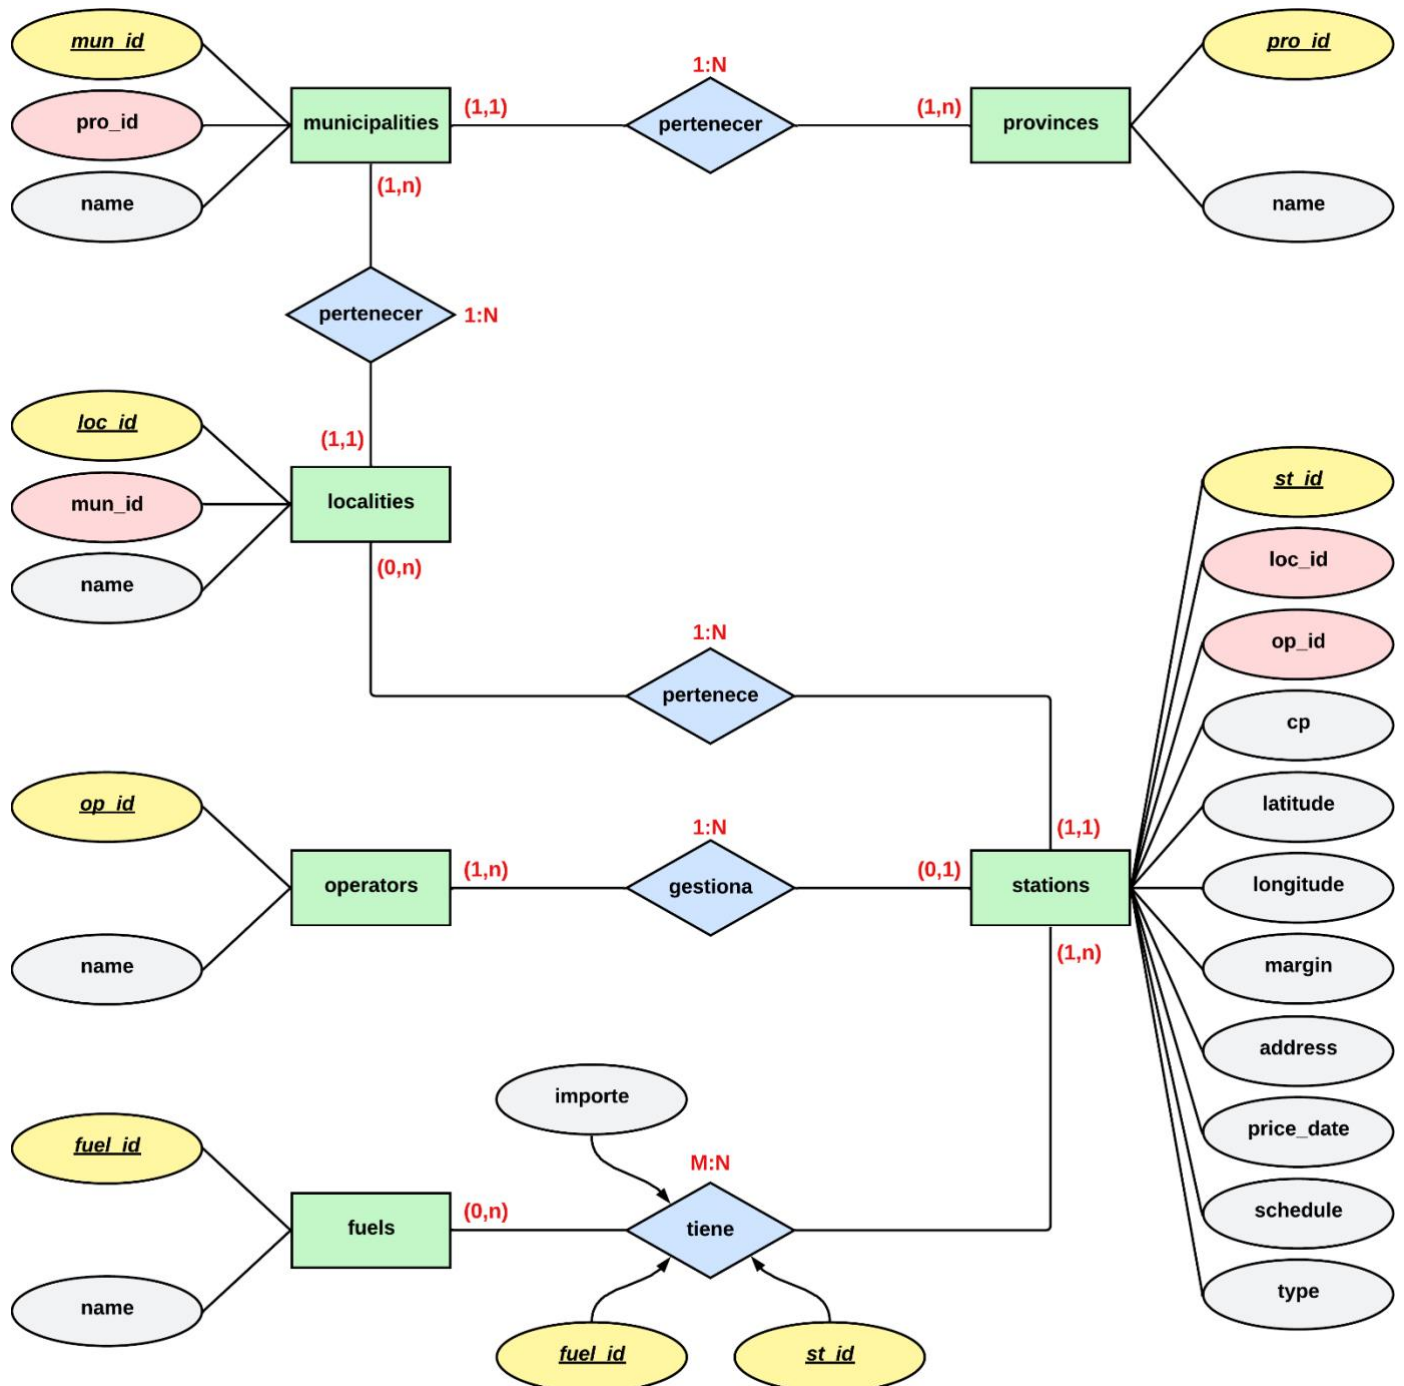 mun_id
pro_id
name
municipalities
(1,1)
1:N
pertenecer
(1,n)
provinces
pro_id
name
(1,n)
pertenecer
1:N
(1,1)
loc_id
mun_id
name
localities
(0,n)
1:N
pertenece
(1,1)
op_id
name
operators
(1,n)
1:N
gestiona
(0,1)
stations
(1,n)
st_id
loc_id
op_id
cp
latitude
longitude
margin
address
price_date
schedule
type
fuel_id
name
fuels
(0,n)
importe
M:N
tiene
fuel_id
st_id